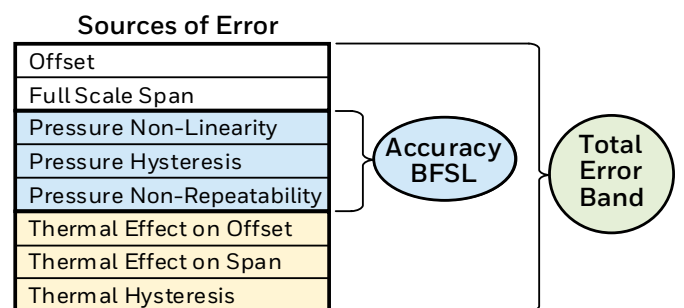 Sources of Error
Offset
Full Scale Span
Pressure Non-Linearity
Pressure Hysteresis
Pressure Non-Repeatability
Thermal Effect on Offset
Thermal Effect on Span
Thermal Hysteresis
Accuracy
BFSL
Total
Error
Band